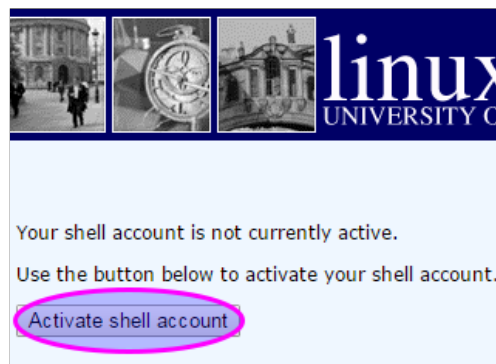 linux
UNIVERSITY O
Your shell account is not currently active.
Use the button below to activate your shell account.
Activate shell account